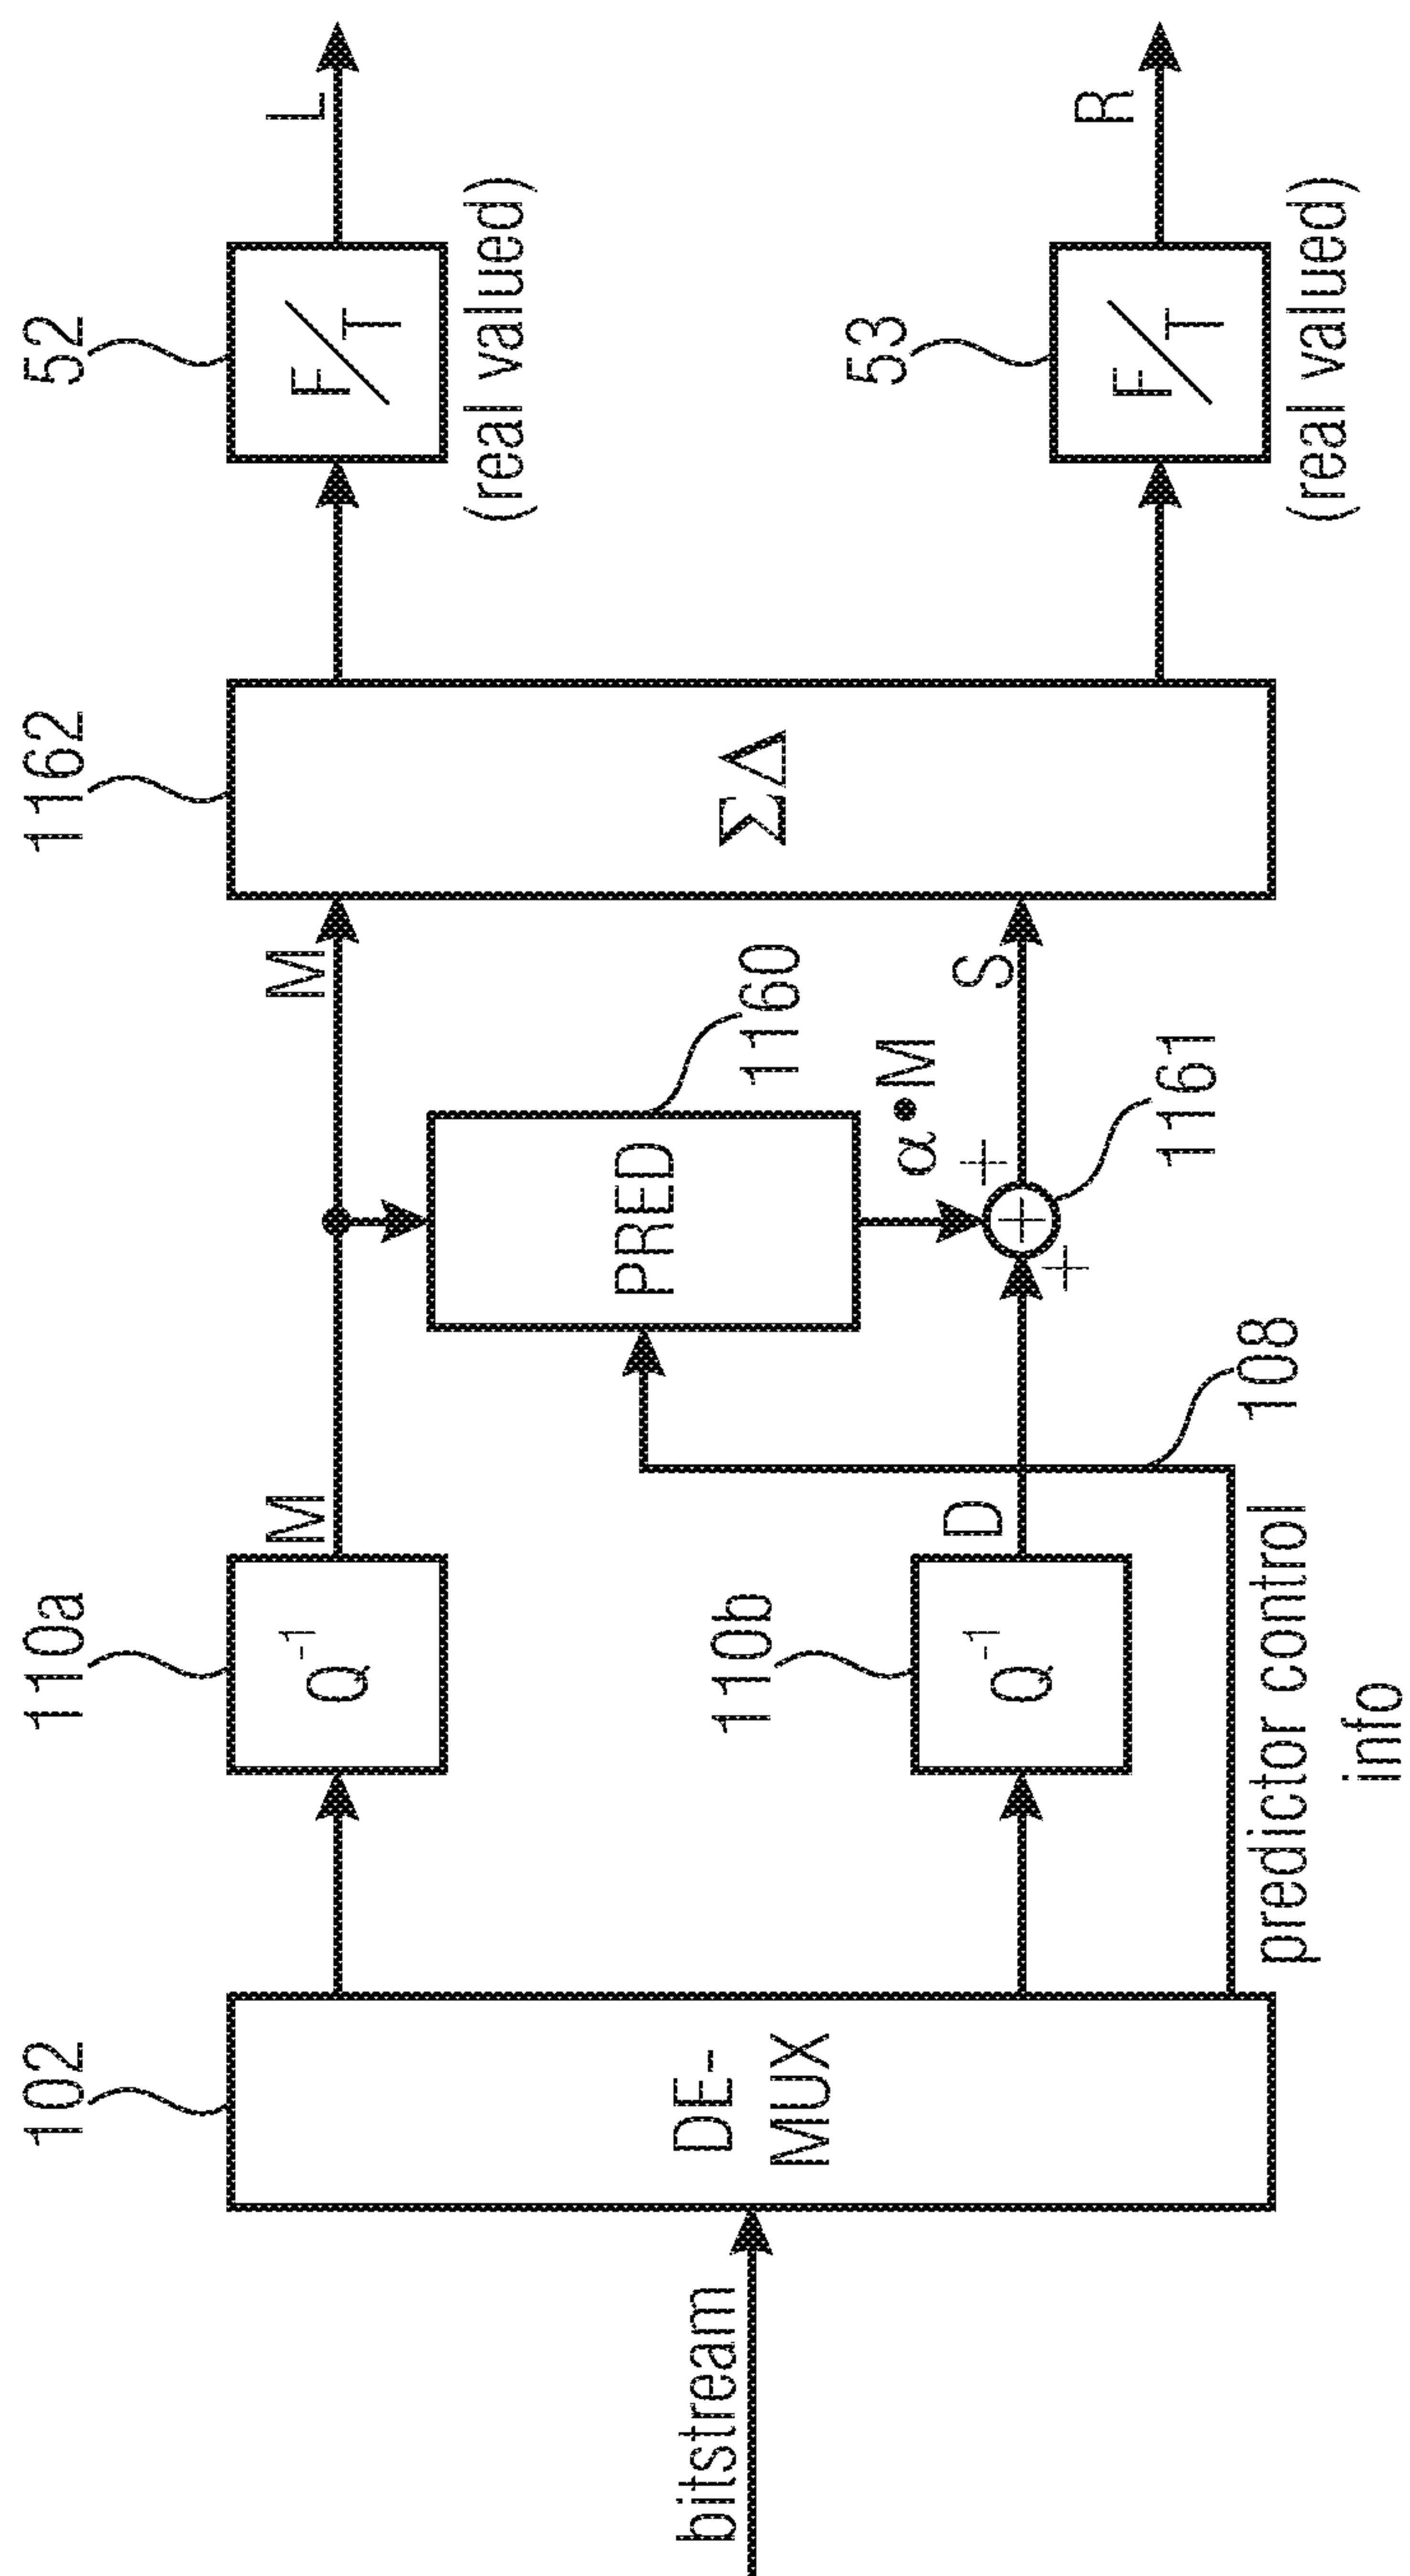 bitstream
102
DE-
MUX
110a
Q⁻¹
M
110b
Q⁻¹
D
predictor control
info
108
PRED
1160
α•M
+
+
+
1161
M
S
1162
ΣΔ
52
F/T
(real valued)
L
53
F/T
(real valued)
R